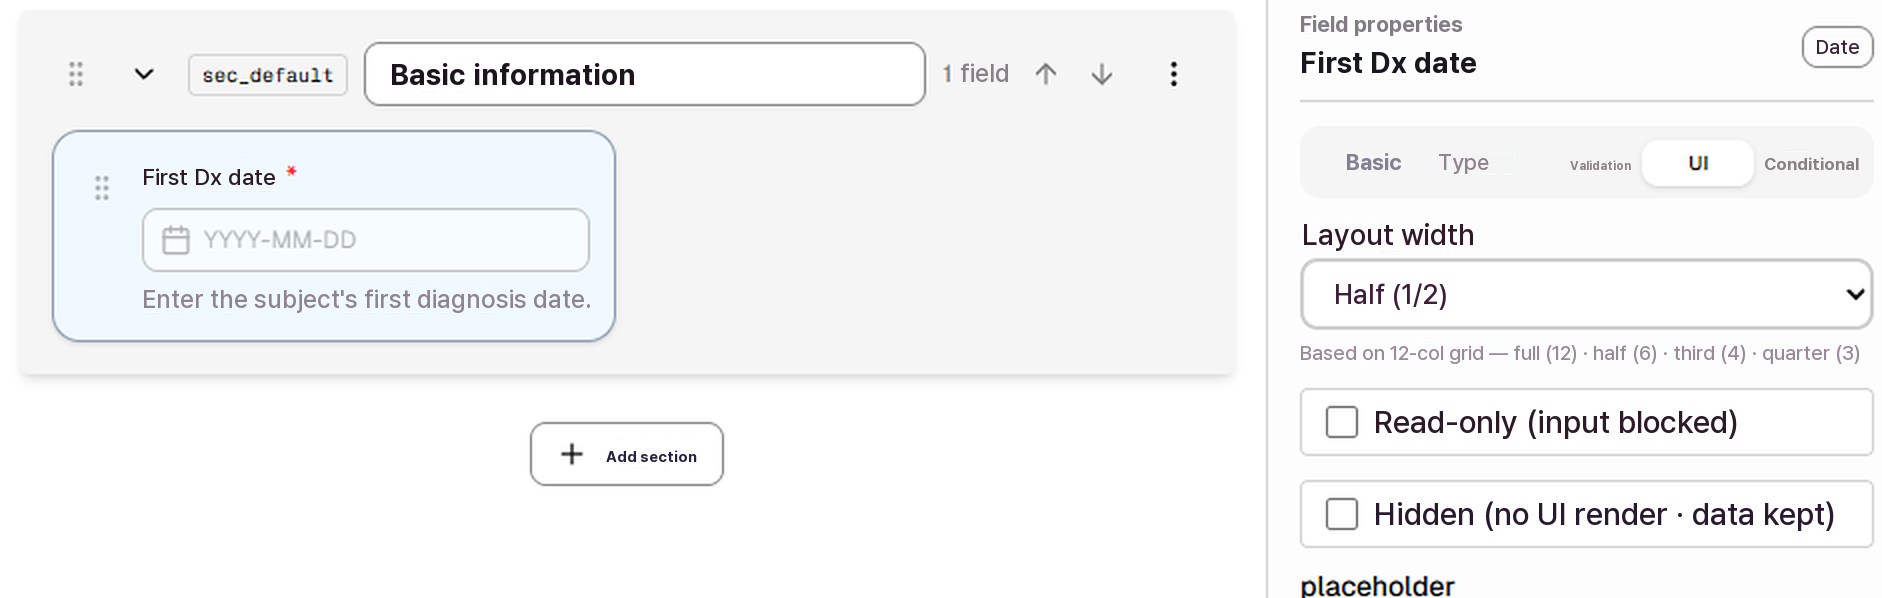 sec_default
Basic information
1 field
First Dx date *
YYYY-MM-DD
Enter the subject's first diagnosis date.
Add section
Field properties
First Dx date
Date
Basic Type Validation UI Conditional
Layout width
Half (1/2)
Based on 12-col grid — full (12) · half (6) · third (4) · quarter (3)
Read-only (input blocked)
Hidden (no UI render · data kept)
placeholder